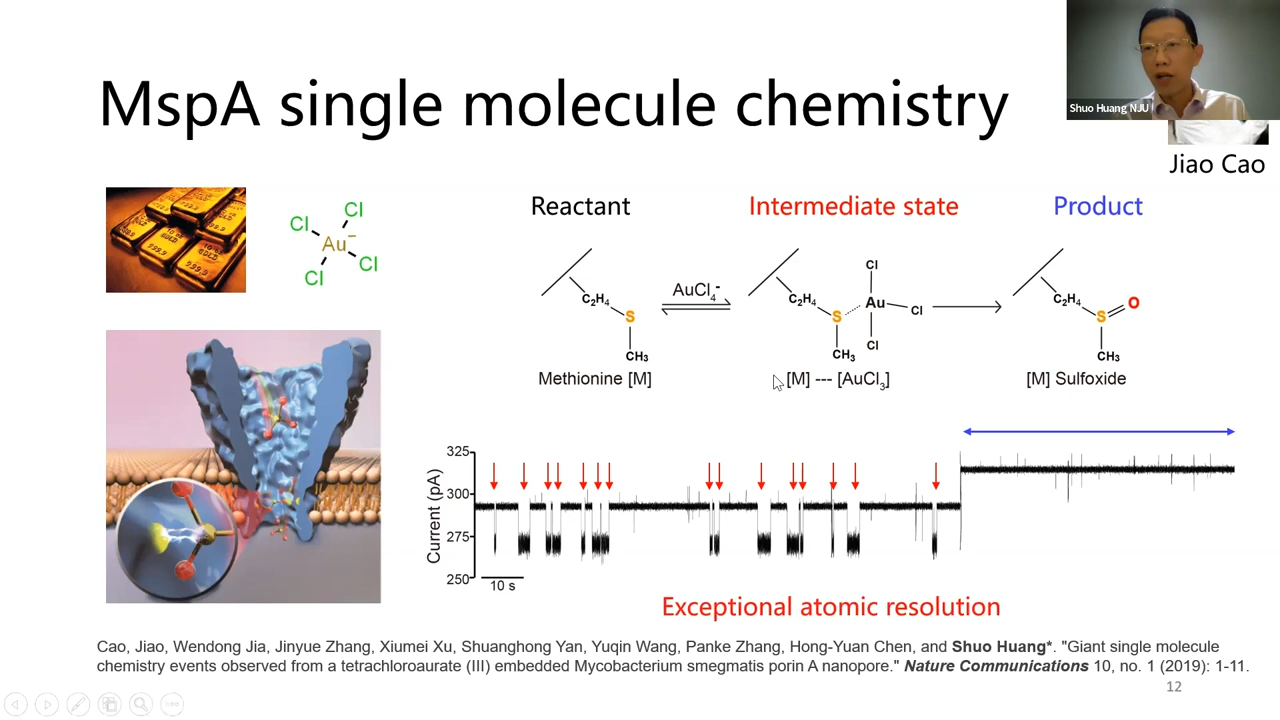 MspA single molecule chemistry
Shuo Huang NJU
Jiao Cao
Cl
Cl
Au⁻
Cl
Cl
Reactant
Intermediate state
Product
C₂H₄
S
CH₃
Methionine [M]
AuCl₄⁻
C₂H₄
S
CH₃
Cl
Au
Cl
Cl
[M] --- [AuCl₃]
C₂H₄
S
O
CH₃
[M] Sulfoxide
Current (pA)
325
300
275
250
10 s
Exceptional atomic resolution
Cao, Jiao, Wendong Jia, Jinyue Zhang, Xiumei Xu, Shuanghong Yan, Yuqin Wang, Panke Zhang, Hong-Yuan Chen, and Shuo Huang*. "Giant single molecule
chemistry events observed from a tetrachloroaurate (III) embedded Mycobacterium smegmatis porin A nanopore." Nature Communications 10, no. 1 (2019): 1-11.
12